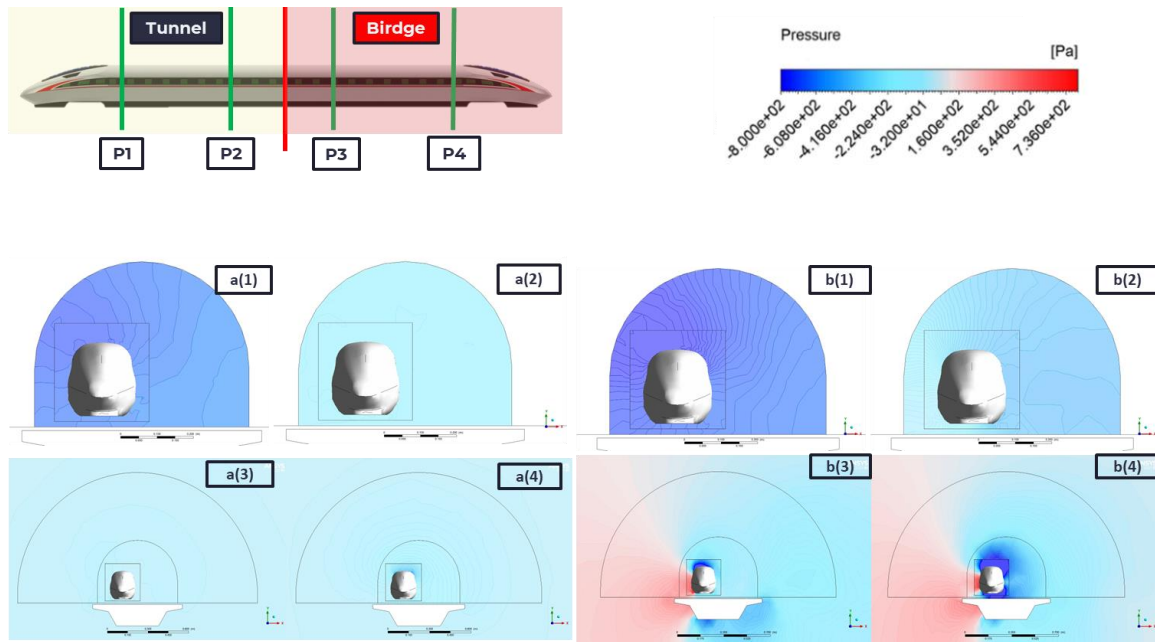 Tunnel
Birdge
P1
P2
P3
P4
Pressure
[Pa]
-8.000e+02
-6.080e+02
-4.160e+02
-2.240e+02
-3.200e+01
1.600e+02
3.520e+02
5.440e+02
7.360e+02
a(1)
a(2)
b(1)
b(2)
a(3)
a(4)
b(3)
b(4)